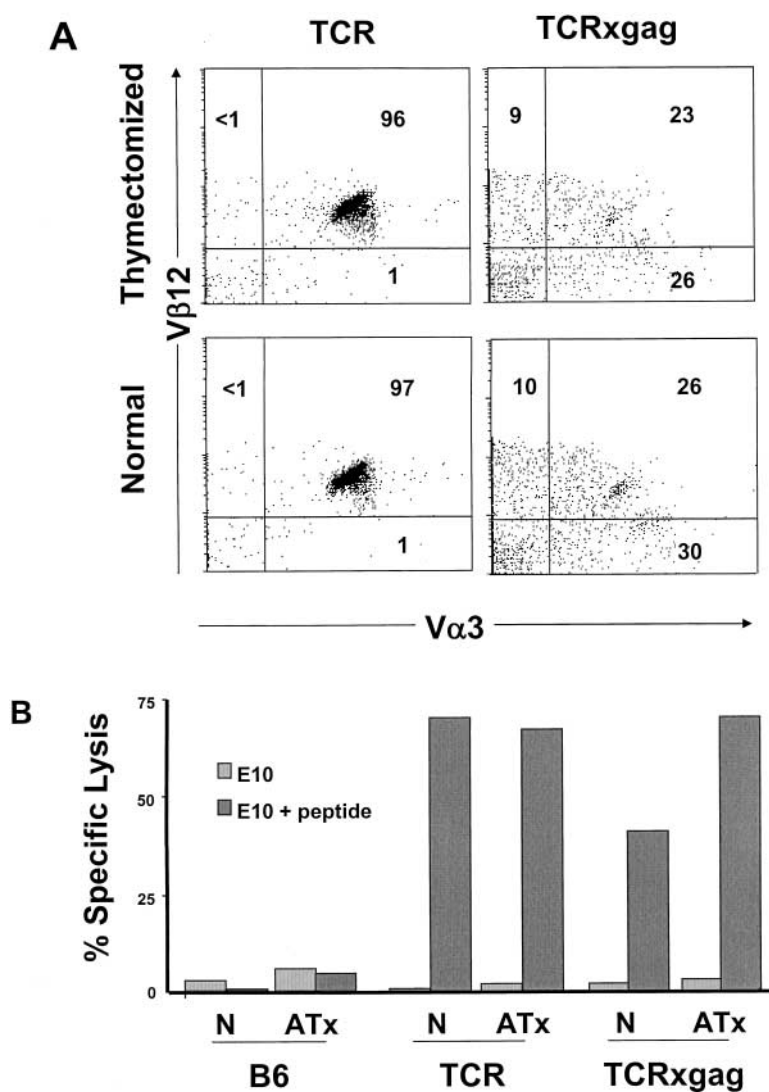 A
TCR
TCRxgag
Thymectomized
<1
96
1
9
23
26
Vβ12
Normal
<1
97
1
10
26
30
Vα3
B
% Specific Lysis
75
50
25
0
E10
E10 + peptide
N ATx N ATx N ATx
B6 TCR TCRxgag